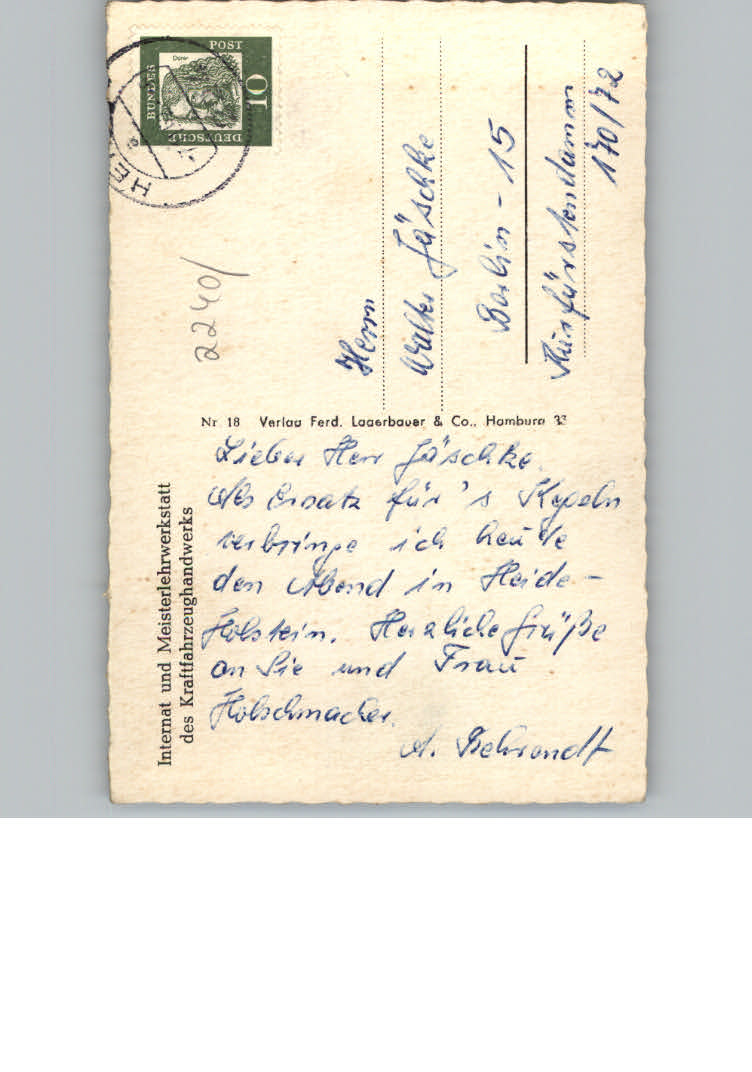 DEUTSCHE
BUNDES
POST
10
Dürer
HE
2240/
Herrn
Walter Jäschke
Berlin - 15
Kurfürstendamm
170/72
Nr. 18 Verlag Ferd. Lagerbauer & Co., Hamburg 33
Internat und Meisterlehrwerkstatt
des Kraftfahrzeughandwerks
Lieber Herr Jäschke.
Als Ersatz für's Kegeln
verbringe ich heute
den Abend in Heide-
Holstein. Herzliche Grüße
an Sie und Frau
Holschmacher.
A. Behrendt